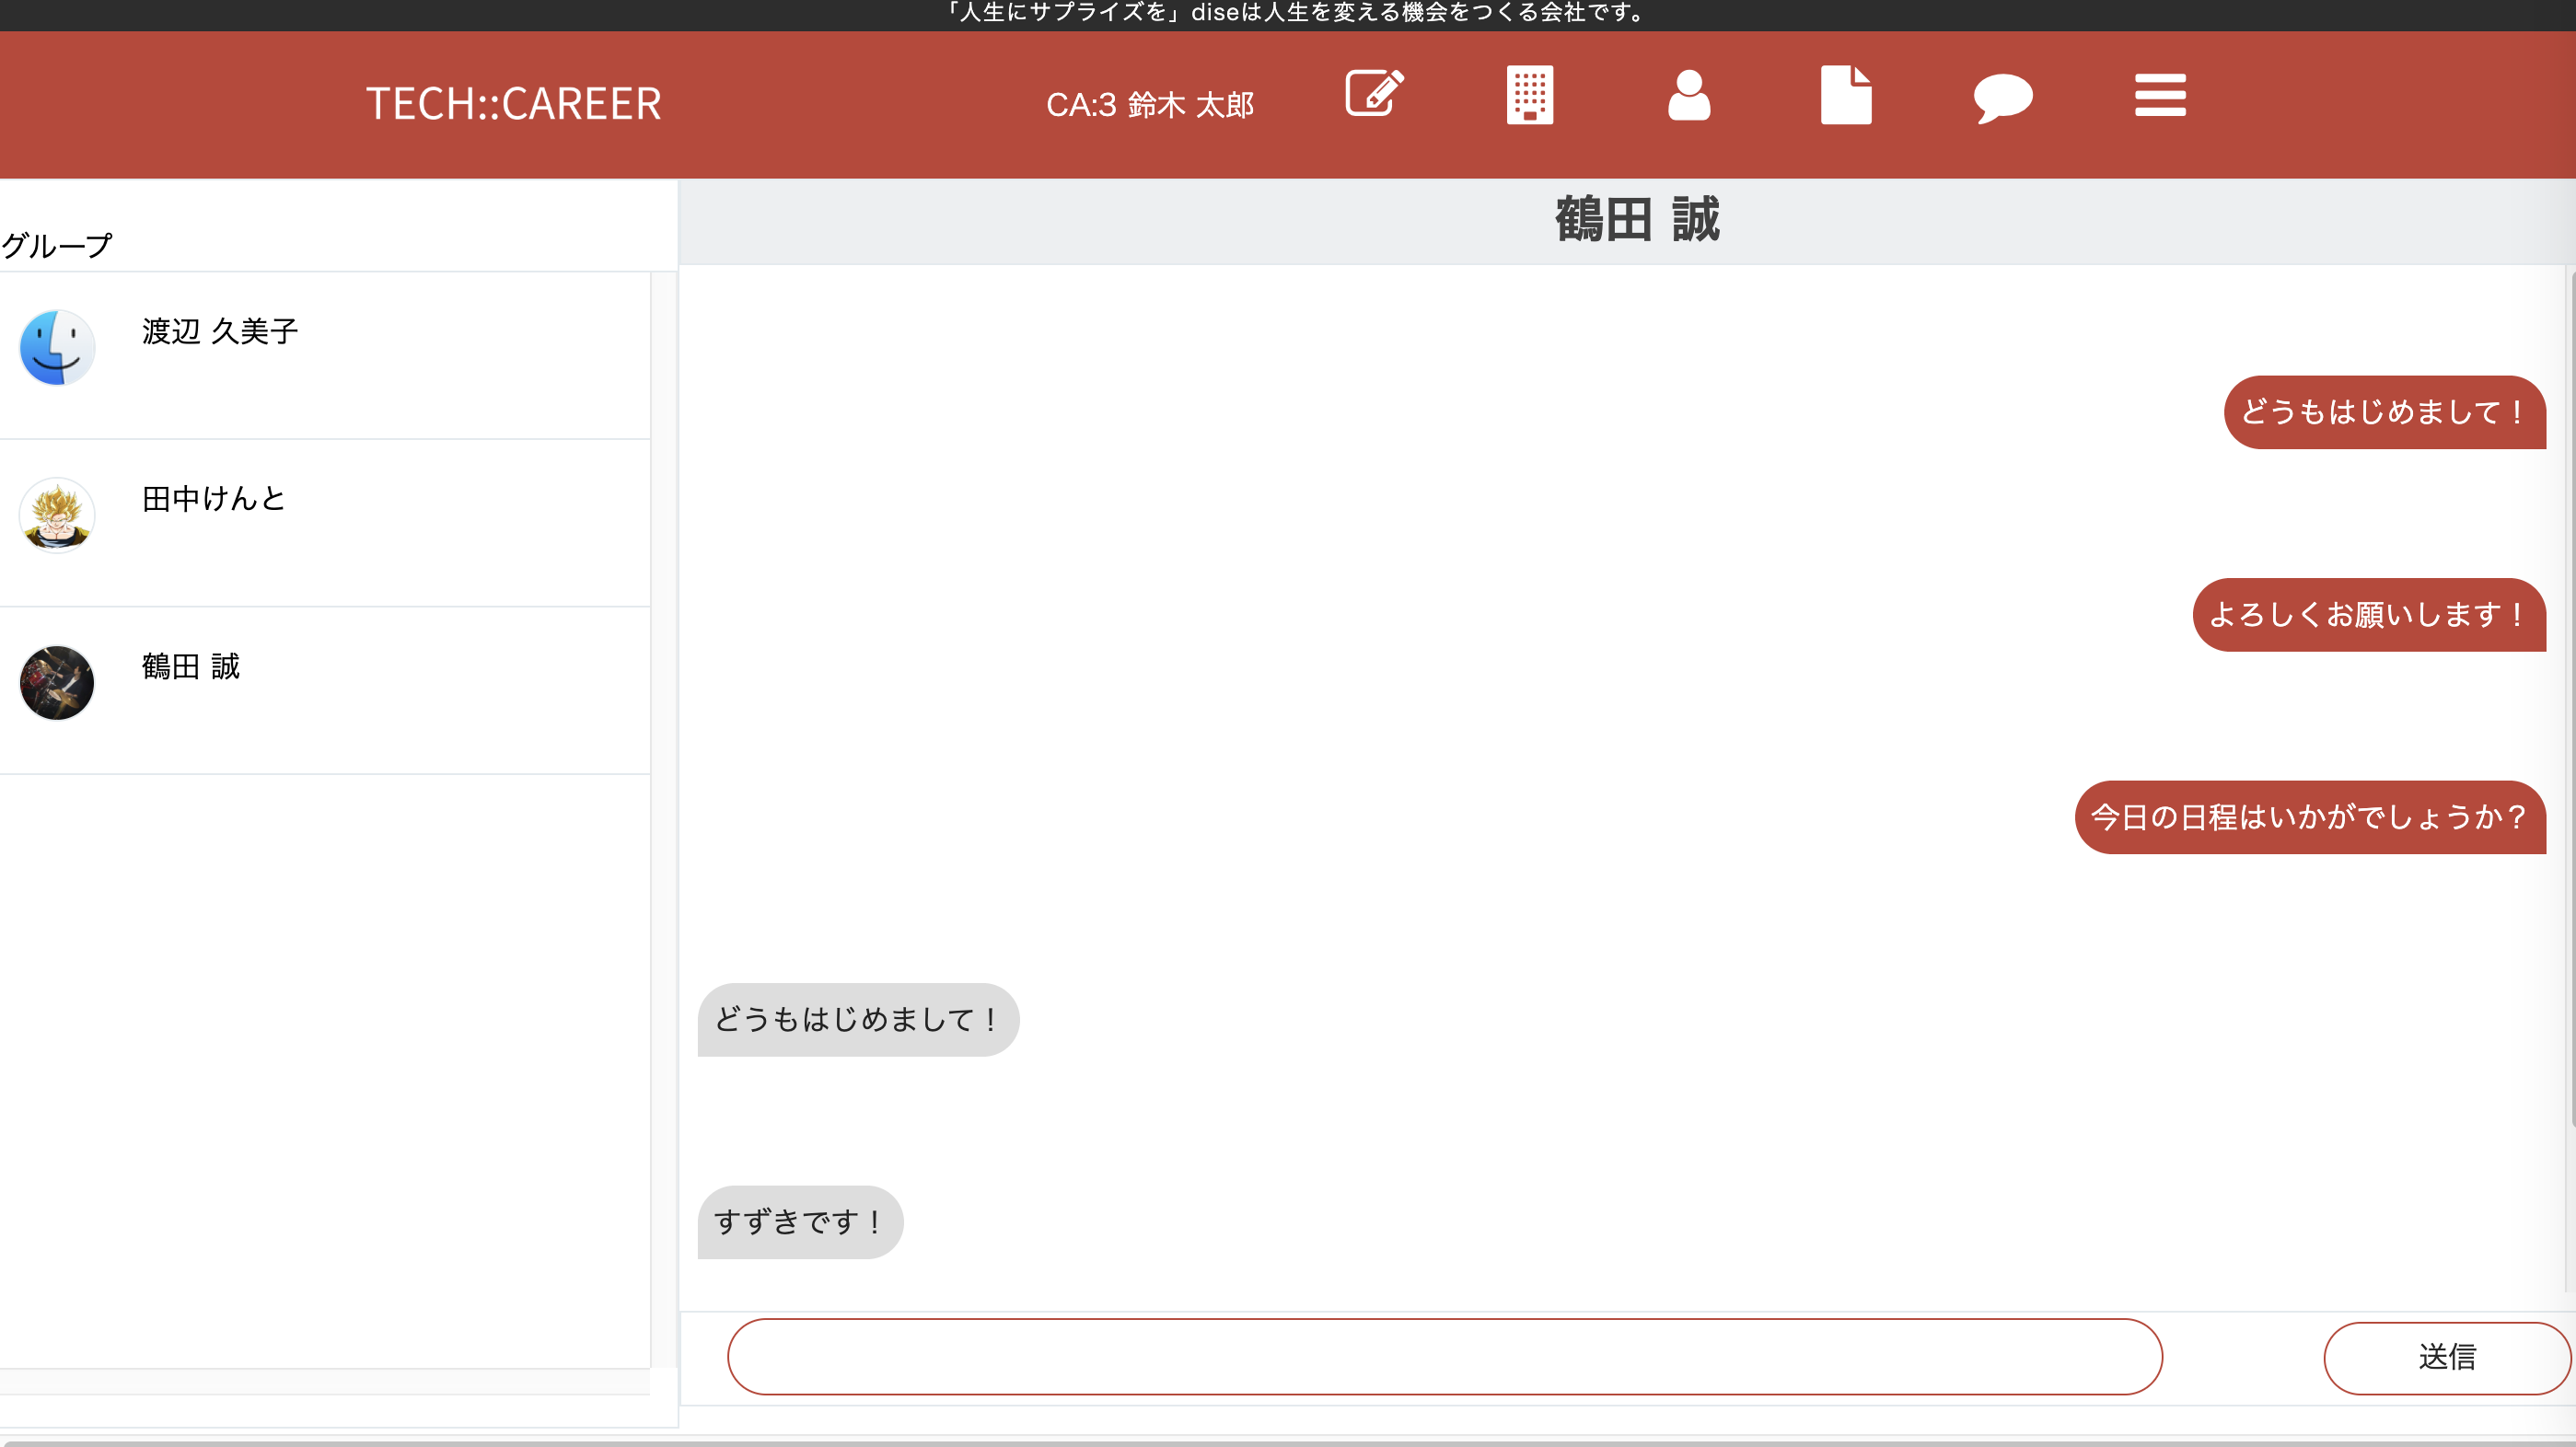 「人生にサプライズを」diseは人生を変える機会をつくる会社です。
TECH::CAREER
CA:3 鈴木 太郎
グループ
渡辺 久美子
田中けんと
鶴田 誠
鶴田 誠
どうもはじめまして！
よろしくお願いします！
今日の日程はいかがでしょうか？
どうもはじめまして！
すずきです！
送信